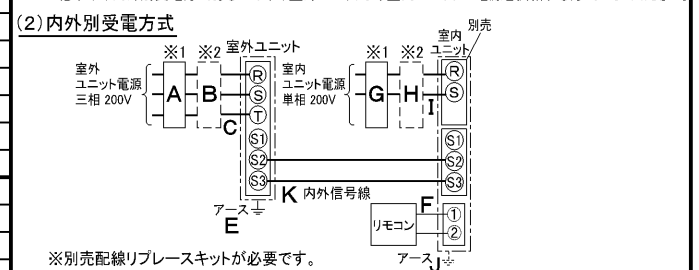 (2)内外別受電方式
※1 ※2 室外ユニット
室外
ユニット電源
三相 200V
A B C
R
S
T
S1
S2
S3
アース
E
K 内外信号線
※1 ※2 室内
ユニット
別売
室内
ユニット電源
単相 200V
G H I
R
S
S1
S2
S3
F
リモコン
①
②
アース J
※別売配線リプレースキットが必要です。